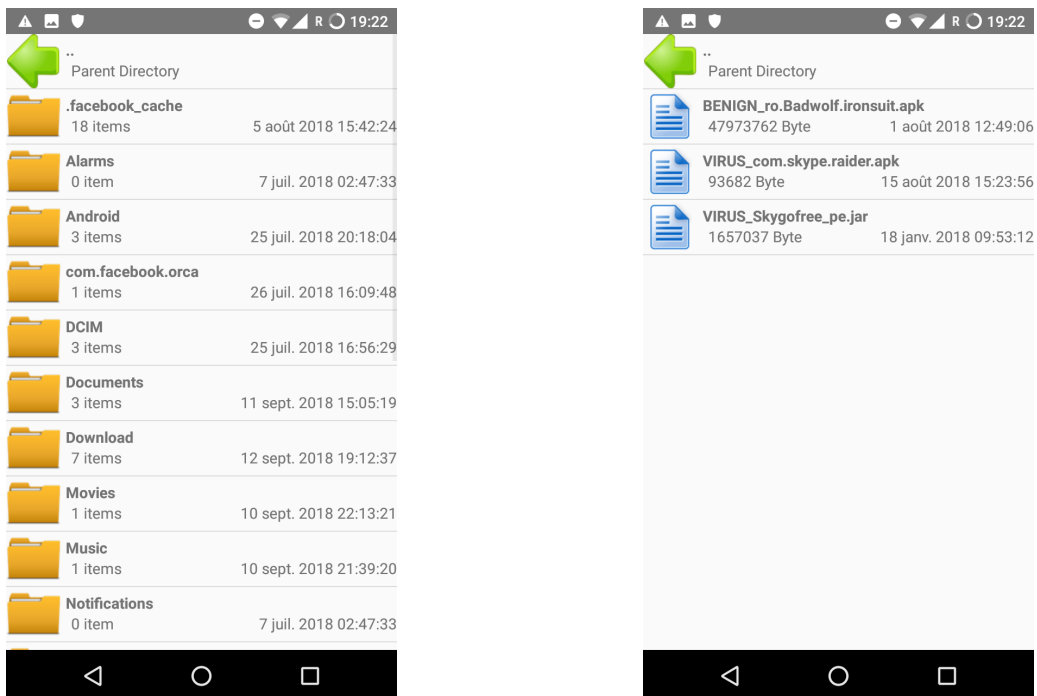 R 19:22
..
Parent Directory
.facebook_cache
18 items 5 août 2018 15:42:24
Alarms
0 item 7 juil. 2018 02:47:33
Android
3 items 25 juil. 2018 20:18:04
com.facebook.orca
1 items 26 juil. 2018 16:09:48
DCIM
3 items 25 juil. 2018 16:56:29
Documents
3 items 11 sept. 2018 15:05:19
Download
7 items 12 sept. 2018 19:12:37
Movies
1 items 10 sept. 2018 22:13:21
Music
1 items 10 sept. 2018 21:39:20
Notifications
0 item 7 juil. 2018 02:47:33
R 19:22
..
Parent Directory
BENIGN_ro.Badwolf.ironsuit.apk
47973762 Byte 1 août 2018 12:49:06
VIRUS_com.skype.raider.apk
93682 Byte 15 août 2018 15:23:56
VIRUS_Skygofree_pe.jar
1657037 Byte 18 janv. 2018 09:53:12